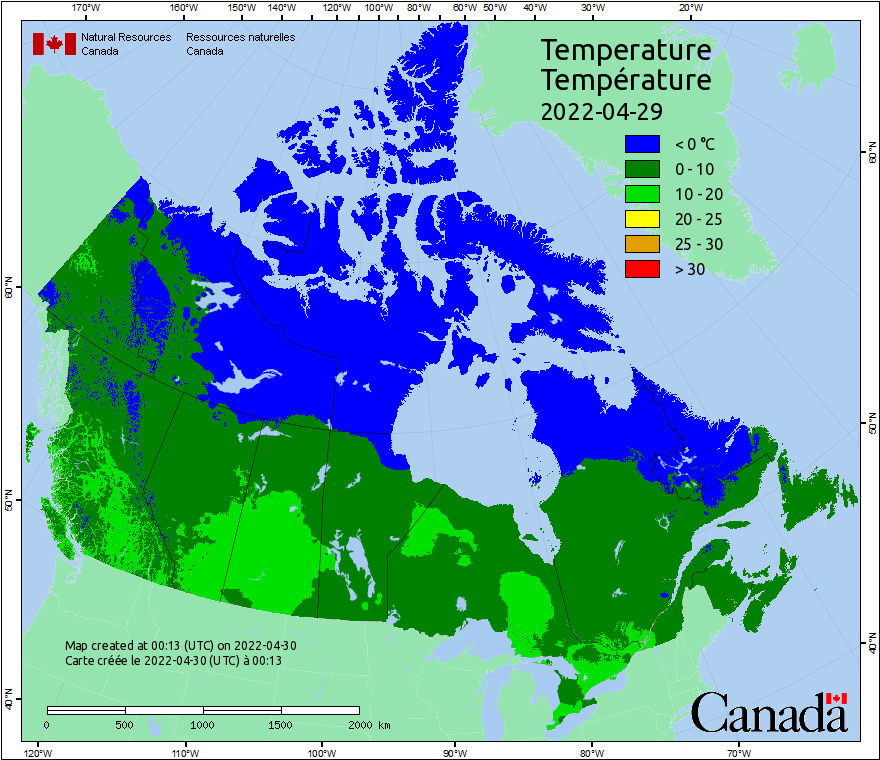 170°W 160°W 150°W 140°W 130°W 120°W 100°W 80°W 60°W 50°W 40°W 30°W 20°W
Natural Resources Ressources naturelles
Canada Canada
Temperature
Température
2022-04-29
< 0 °C
0 - 10
10 - 20
20 - 25
25 - 30
> 30
60°N
60°N
50°N
50°N
40°N
40°N
Map created at 00:13 (UTC) on 2022-04-30
Carte créée le 2022-04-30 (UTC) à 00:13
0 500 1000 1500 2000 km
Canada
120°W 110°W 100°W 90°W 80°W 70°W